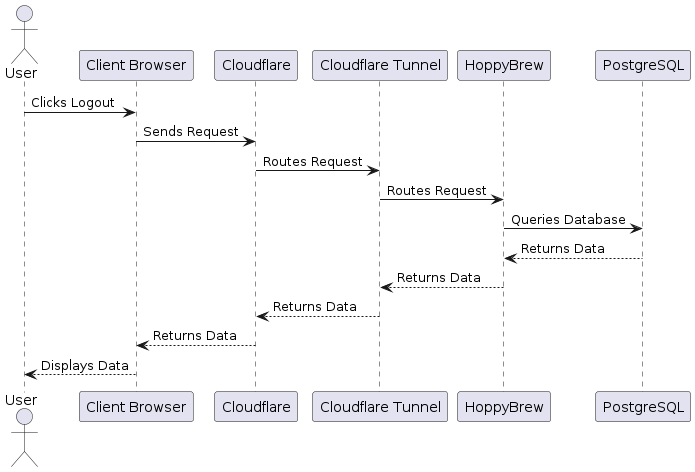 User
Client Browser
Cloudflare
Cloudflare Tunnel
HoppyBrew
PostgreSQL
Clicks Logout
Sends Request
Routes Request
Routes Request
Queries Database
Returns Data
Returns Data
Returns Data
Returns Data
Displays Data
User
Client Browser
Cloudflare
Cloudflare Tunnel
HoppyBrew
PostgreSQL